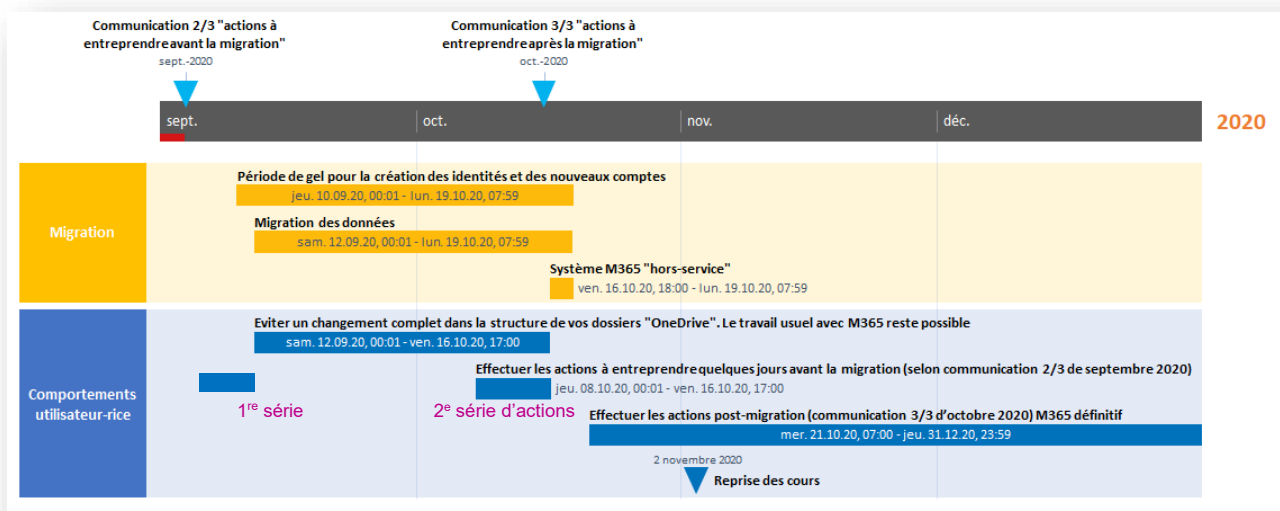 Communication 2/3 "actions à
entreprendre avant la migration"
sept.-2020
Communication 3/3 "actions à
entreprendre après la migration"
oct.-2020
sept.
oct.
nov.
déc.
2020
Migration
Période de gel pour la création des identités et des nouveaux comptes
jeu. 10.09.20, 00:01 - lun. 19.10.20, 07:59
Migration des données
sam. 12.09.20, 00:01 - lun. 19.10.20, 07:59
Système M365 "hors-service"
ven. 16.10.20, 18:00 - lun. 19.10.20, 07:59
Comportements
utilisateur-rice
Eviter un changement complet dans la structure de vos dossiers "OneDrive". Le travail usuel avec M365 reste possible
sam. 12.09.20, 00:01 - ven. 16.10.20, 17:00
Effectuer les actions à entreprendre quelques jours avant la migration (selon communication 2/3 de septembre 2020)
jeu. 08.10.20, 00:01 - ven. 16.10.20, 17:00
1re série
2e série d'actions
Effectuer les actions post-migration (communication 3/3 d'octobre 2020) M365 définitif
mer. 21.10.20, 07:00 - jeu. 31.12.20, 23:59
2 novembre 2020
Reprise des cours